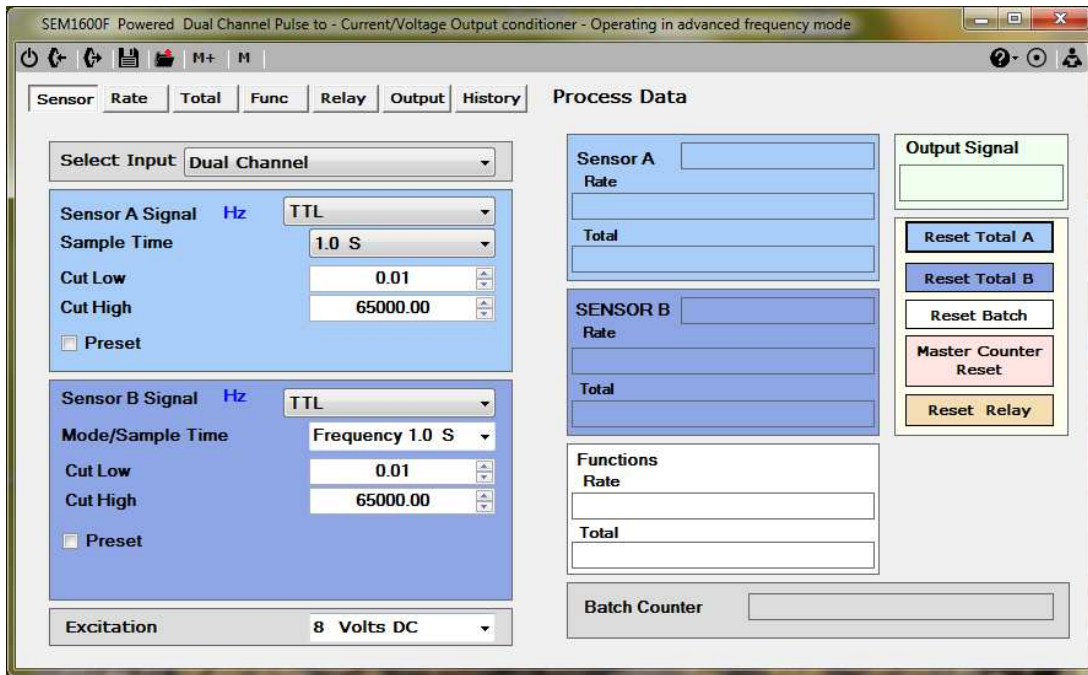 SEM1600F Powered Dual Channel Pulse to - Current/Voltage Output conditioner - Operating in advanced frequency mode
M+ M
Sensor Rate Total Func Relay Output History
Process Data
Select Input Dual Channel
Sensor A Signal Hz TTL
Sample Time 1.0 S
Cut Low 0.01
Cut High 65000.00
Preset
Sensor B Signal Hz TTL
Mode/Sample Time Frequency 1.0 S
Cut Low 0.01
Cut High 65000.00
Preset
Excitation 8 Volts DC
Sensor A
Rate
Total
SENSOR B
Rate
Total
Functions
Rate
Total
Batch Counter
Output Signal
Reset Total A
Reset Total B
Reset Batch
Master Counter
Reset
Reset Relay